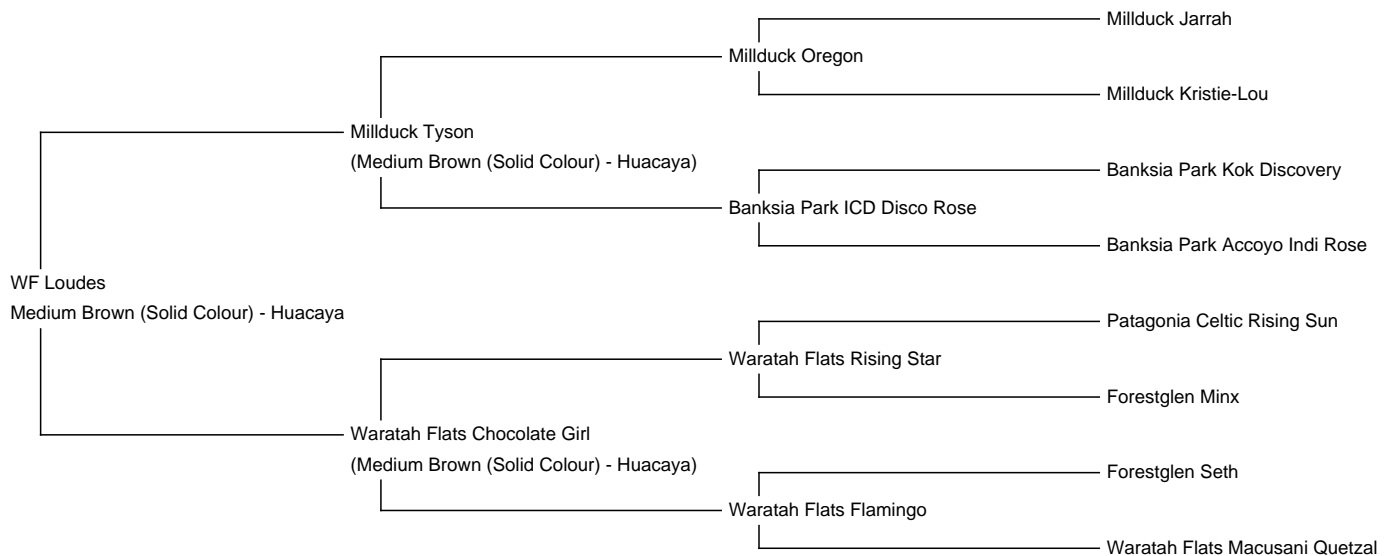 Millduck Jarrah
Millduck Oregon
Millduck Kristie-Lou
Millduck Tyson
(Medium Brown (Solid Colour) - Huacaya)
Banksia Park Kok Discovery
Banksia Park ICD Disco Rose
Banksia Park Accoyo Indi Rose
WF Loudes
Medium Brown (Solid Colour) - Huacaya
Patagonia Celtic Rising Sun
Waratah Flats Rising Star
Forestglen Minx
Waratah Flats Chocolate Girl
(Medium Brown (Solid Colour) - Huacaya)
Forestglen Seth
Waratah Flats Flamingo
Waratah Flats Macusani Quetzal